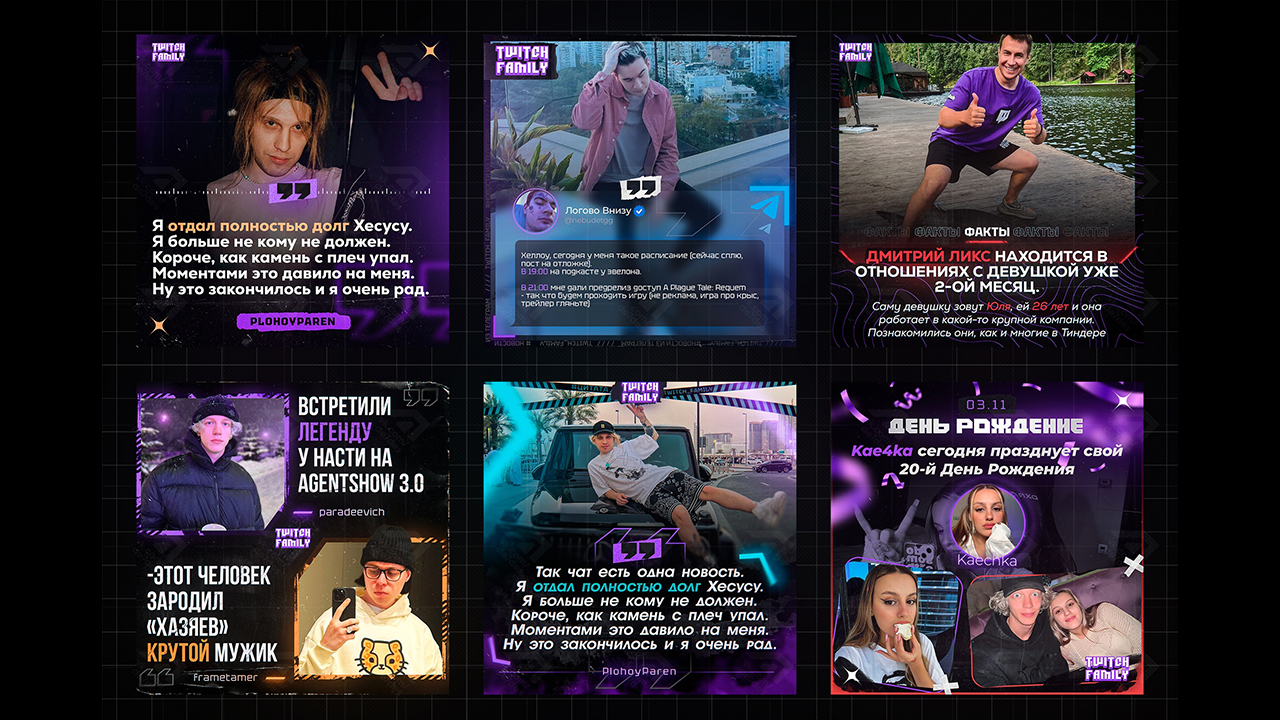 TWITCH
FAMILY
Я отдал полностью долг Хесусу.
Я больше не кому не должен.
Короче, как камень с плеч упал.
Моментами это давило на меня.
Ну это закончилось и я очень рад.
PLOHOYPAREN
TWITCH
FAMILY
Логово Внизу
@nebudetgg
Хеллоу, сегодня у меня такое расписание (сейчас сплю,
пост на отложке).
В 19:00 на подкасте у эвелона.
В 21:00 мне дали предрелиз доступ A Plague Tale: Requem
- так что будем проходить игру (не реклама, игра про крыс,
трейлер гляньте)
TWITCH
FAMILY
ФАКТЫ ФАКТЫ ФАКТЫ ФАКТЫ ФАКТЫ
ДМИТРИЙ ЛИКС НАХОДИТСЯ В
ОТНОШЕНИЯХ С ДЕВУШКОЙ УЖЕ
2-ОЙ МЕСЯЦ.
Саму девушку зовут Юля, ей 26 лет и она
работает в какой-то крупной компании.
Познакомились они, как и многие в Тиндере
ВСТРЕТИЛИ
ЛЕГЕНДУ
У НАСТИ НА
AGENTSHOW 3.0
paradeevich
TWITCH
FAMILY
-ЭТОТ ЧЕЛОВЕК
ЗАРОДИЛ
«ХАЗЯЕВ»
КРУТОЙ МУЖИК
frametamer
#ЦИТАТА
TWITCH
FAMILY
TWITCH_FAMILY
Так чат есть одна новость.
Я отдал полностью долг Хесусу.
Я больше не кому не должен.
Короче, как камень с плеч упал.
Моментами это давило на меня.
Ну это закончилось и я очень рад.
PlohoyParen
03.11
ДЕНЬ РОЖДЕНИЕ
Kae4ka сегодня празднует свой
20-й День Рождения
Kaechka
TWITCH
FAMILY